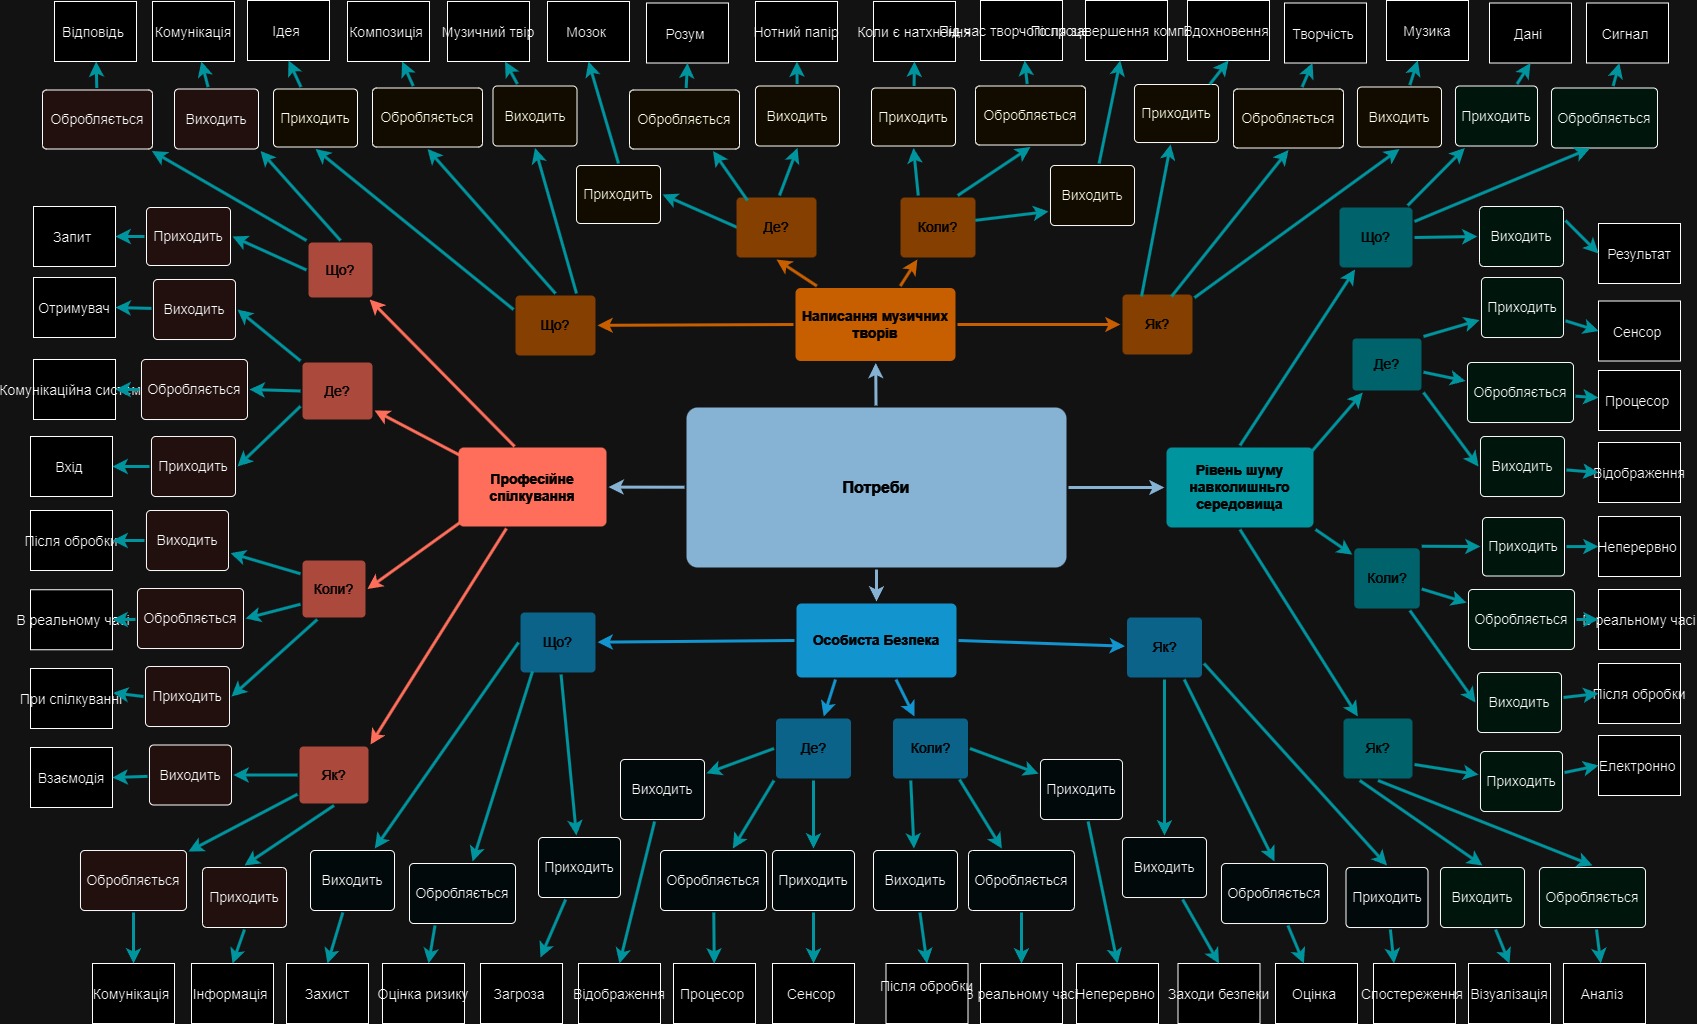 Відповідь
Комунікація
Ідея
Композиція
Музичний твір
Мозок
Розум
Нотний папір
Коли є натхнення
Під час творчого
Після завершення
Вдохновення
Творчість
Музика
Дані
Сигнал
Обробляється
Виходить
Приходить
Обробляється
Виходить
Обробляється
Виходить
Приходить
Обробляється
Приходить
Обробляється
Виходить
Приходить
Обробляється
Приходить
Виходить
Запит
Приходить
Що?
Де?
Коли?
Що?
Виходить
Результат
Отримувач
Виходить
Що?
Написання музичних
творів
Як?
Приходить
Сенсор
Комунікаційна систем
Обробляється
Де?
Де?
Обробляється
Процесор
Вхід
Приходить
Професійне
спілкування
Потреби
Рівень шуму
навколишньго
середовища
Виходить
Відображення
Після обробки
Виходить
Коли?
Коли?
Приходить
Неперервно
В реальному часі
Обробляється
Обробляється
В реальному часі
При спілкуванні
Приходить
Що?
Особиста Безпека
Як?
Виходить
Після обробки
Взаємодія
Виходить
Як?
Де?
Коли?
Як?
Приходить
Електронно
Виходить
Приходить
Обробляється
Приходить
Виходить
Обробляється
Приходить
Обробляється
Приходить
Виходить
Обробляється
Виходить
Обробляється
Приходить
Виходить
Обробляється
Комунікація
Інформація
Захист
Оцінка ризику
Загроза
Відображення
Процесор
Сенсор
Після обробки
В реальному часі
Неперервно
Заходи безпеки
Оцінка
Спостереження
Візуалізація
Аналіз